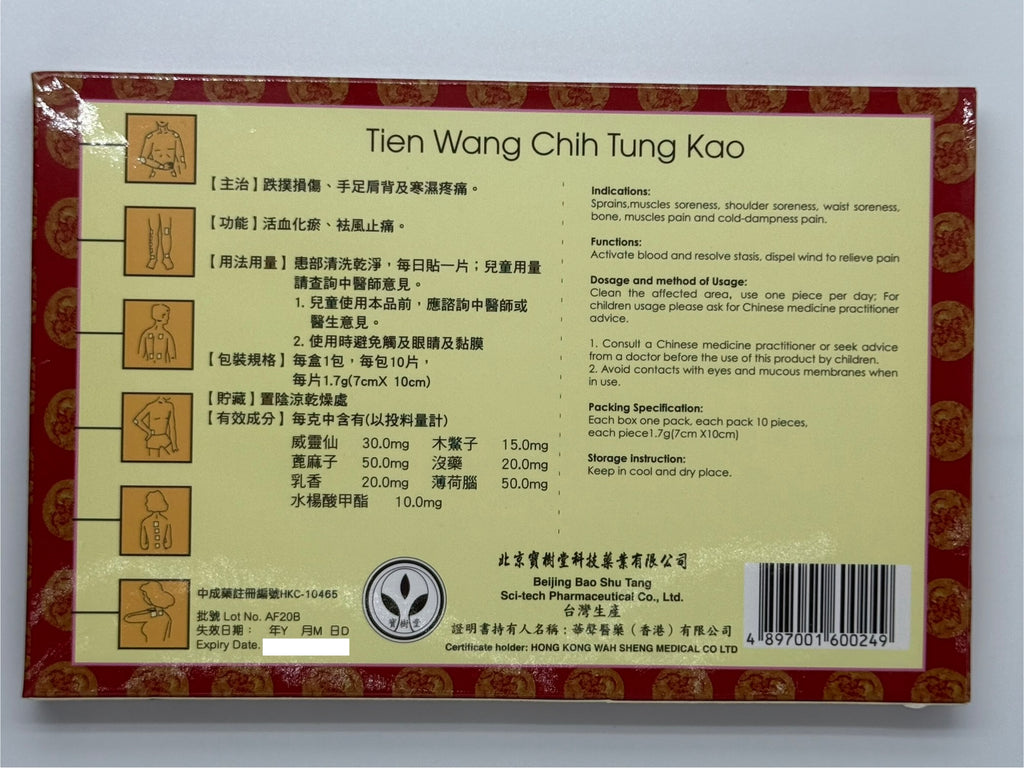 Tien Wang Chih Tung Kao
【主治】跌撲損傷、手足肩背及寒濕疼痛。
【功能】活血化瘀、袪風止痛。
【用法用量】患部清洗乾淨，每日貼一片；兒童用量
請查詢中醫師意見。
1. 兒童使用本品前，應諮詢中醫師或
醫生意見。
2. 使用時避免觸及眼睛及黏膜
【包裝規格】每盒1包，每包10片，
每片1.7g(7cmX 10cm)
【貯藏】置陰涼乾燥處
【有效成分】每克中含有(以投料量計)
威靈仙 30.0mg 木鱉子 15.0mg
蓖麻子 50.0mg 沒藥 20.0mg
乳香 20.0mg 薄荷腦 50.0mg
水楊酸甲酯 10.0mg
Indications:
Sprains,muscles soreness, shoulder soreness, waist soreness,
bone, muscles pain and cold-dampness pain.
Functions:
Activate blood and resolve stasis, dispel wind to relieve pain
Dosage and method of Usage:
Clean the affected area, use one piece per day; For
children usage please ask for Chinese medicine practitioner
advice.
1. Consult a Chinese medicine practitioner or seek advice
from a doctor before the use of this product by children.
2. Avoid contacts with eyes and mucous membranes when
in use.
Packing Specification:
Each box one pack, each pack 10 pieces,
each piece1.7g(7cm X10cm)
Storage instruction:
Keep in cool and dry place.
中成藥註冊編號HKC-10465
批號 Lot No. AF20B
失效日期： 年Y 月M 日D
Expiry Date.
寶樹堂
北京寶樹堂科技藥業有限公司
Beijing Bao Shu Tang
Sci-tech Pharmaceutical Co., Ltd.
台灣生產
證明書持有人名稱：華聲醫藥（香港）有限公司
Certificate holder: HONG KONG WAH SHENG MEDICAL CO LTD
4 897001 600249